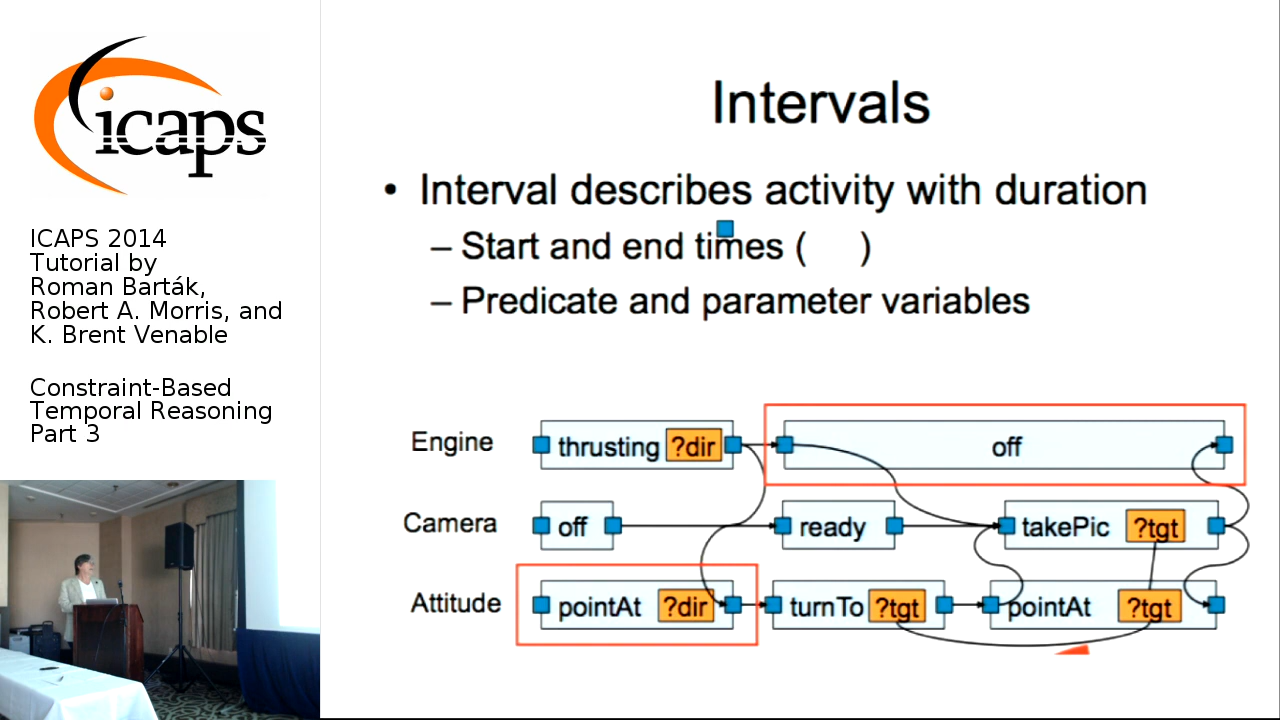 icaps
ICAPS 2014
Tutorial by
Roman Barták,
Robert A. Morris, and
K. Brent Venable
Constraint-Based
Temporal Reasoning
Part 3
Intervals
• Interval describes activity with duration
– Start and end times ( )
– Predicate and parameter variables
Engine thrusting ?dir off
Camera off ready takePic ?tgt
Attitude pointAt ?dir turnTo ?tgt pointAt ?tgt